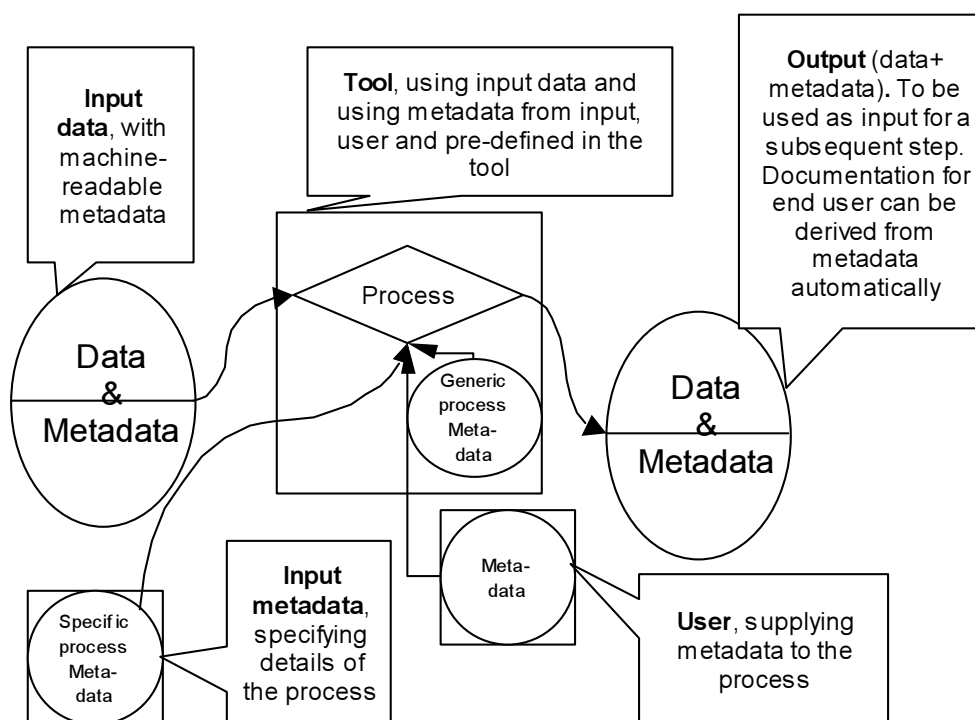 Input
data, with
machine-
readable
metadata
Tool, using input data and
using metadata from input,
user and pre-defined in the
tool
Output (data+
metadata). To be
used as input for a
subsequent step.
Documentation for
end user can be
derived from
metadata
automatically
Process
Data
&
Metadata
Generic
process
Meta-
data
Data
&
Metadata
Specific
process
Meta-
data
Input
metadata,
specifying
details of
the process
Meta-
data
User, supplying
metadata to the
process